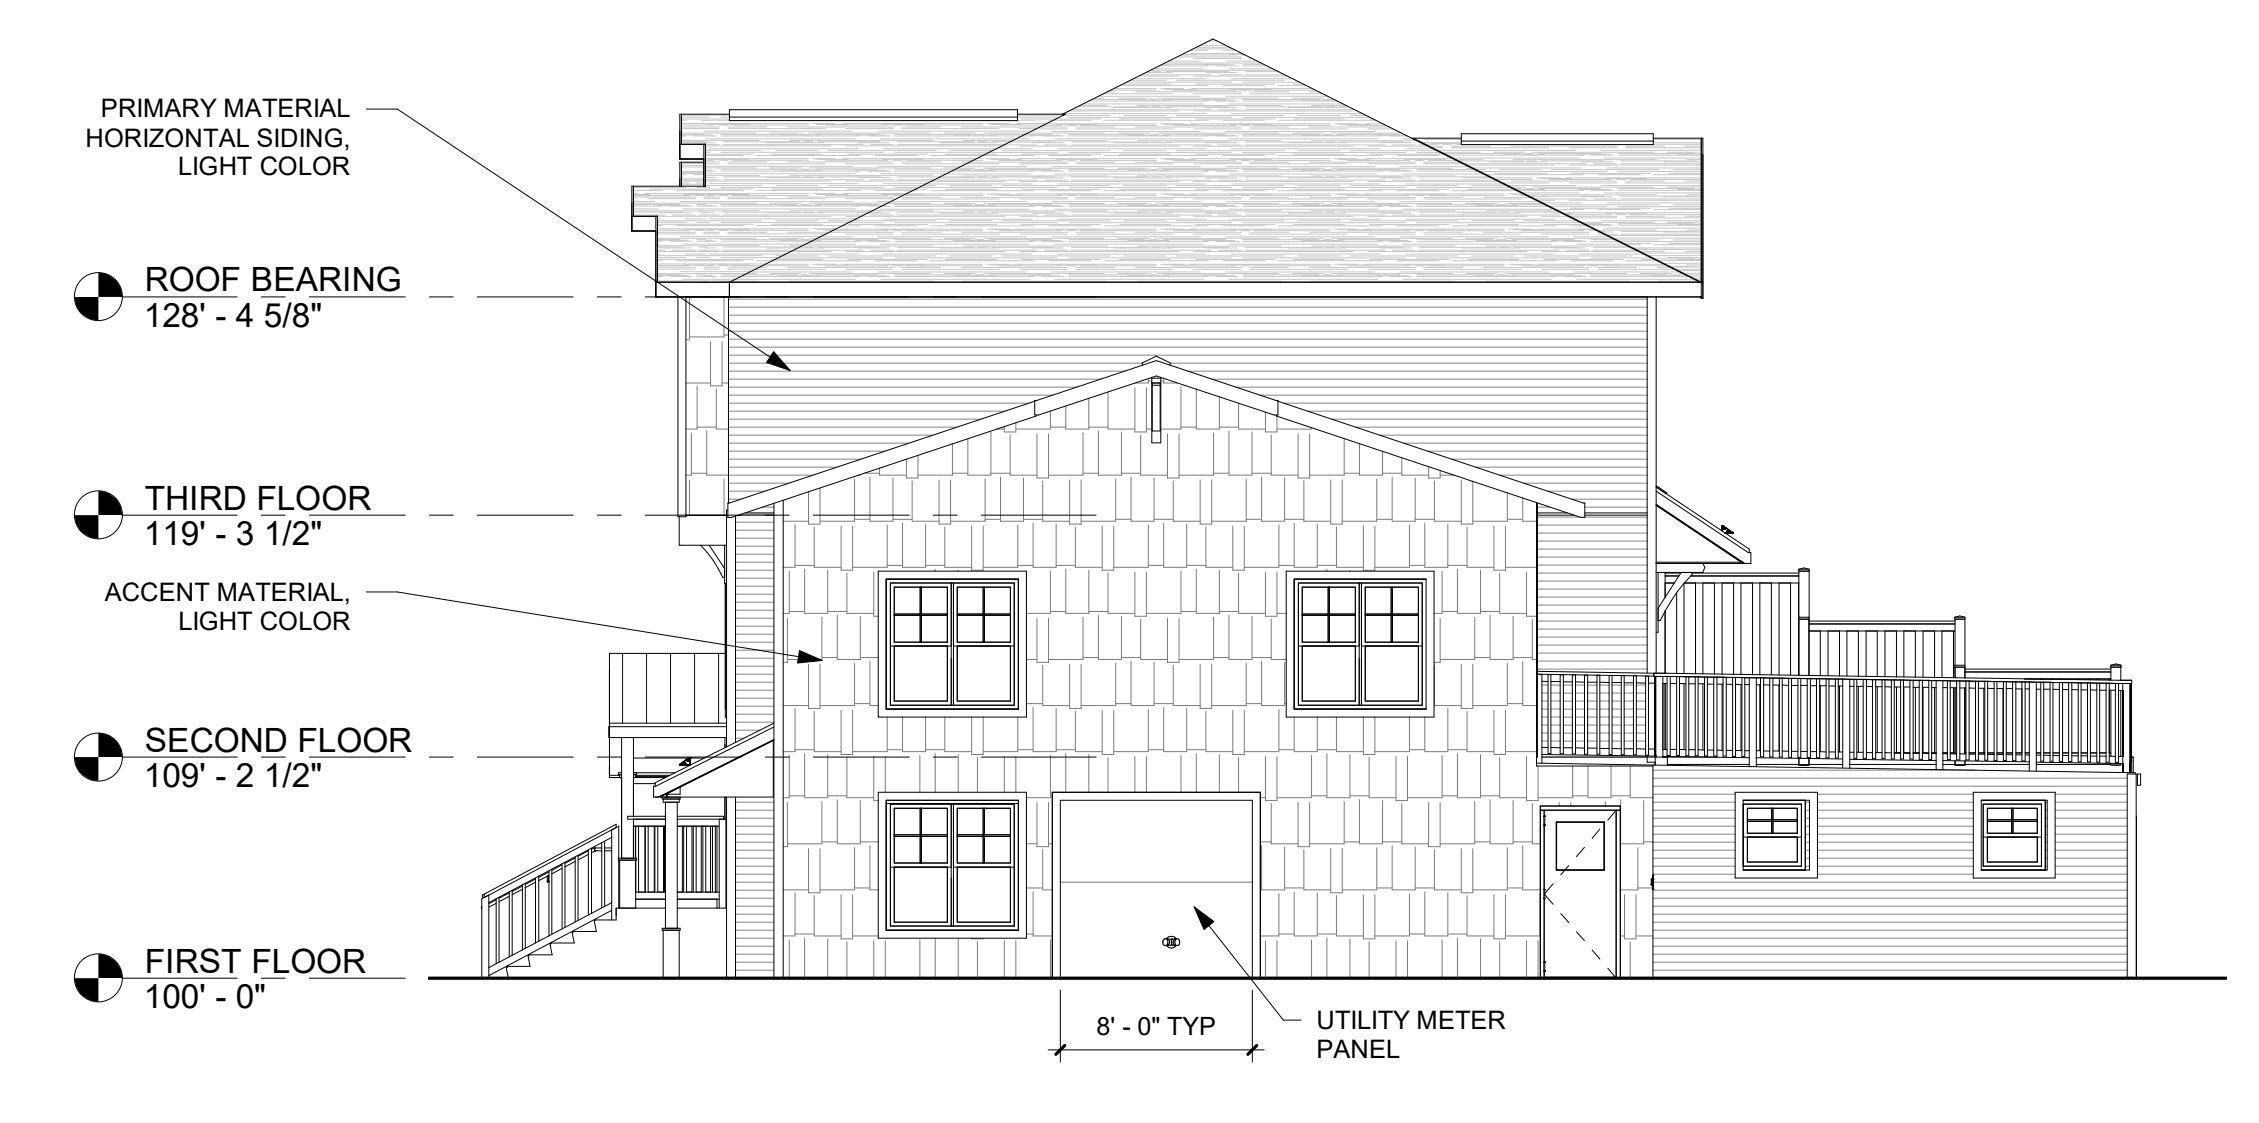 PRIMARY MATERIAL
HORIZONTAL SIDING,
LIGHT COLOR
ROOF BEARING
128' - 4 5/8"
THIRD FLOOR
119' - 3 1/2"
ACCENT MATERIAL,
LIGHT COLOR
SECOND FLOOR
109' - 2 1/2"
FIRST FLOOR
100' - 0"
8' - 0" TYP
UTILITY METER
PANEL